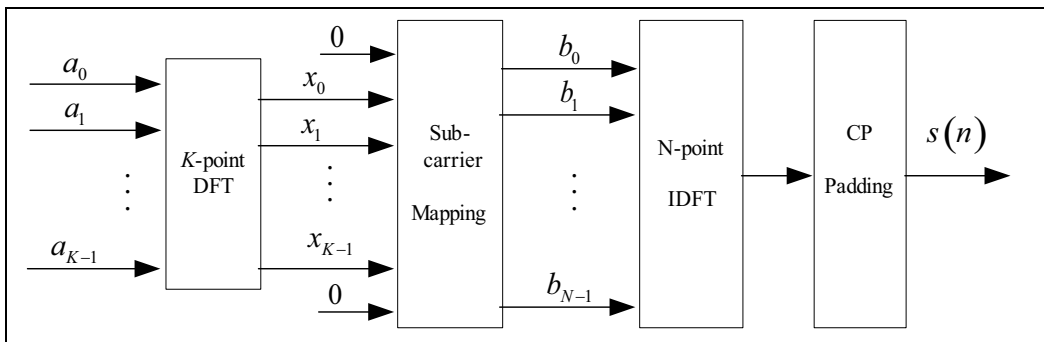 a_0
a_1
⋮
a_{K-1}
K-point
DFT
0
x_0
x_1
⋮
x_{K-1}
0
Sub-
carrier
Mapping
b_0
b_1
⋮
b_{N-1}
N-point
IDFT
CP
Padding
s(n)